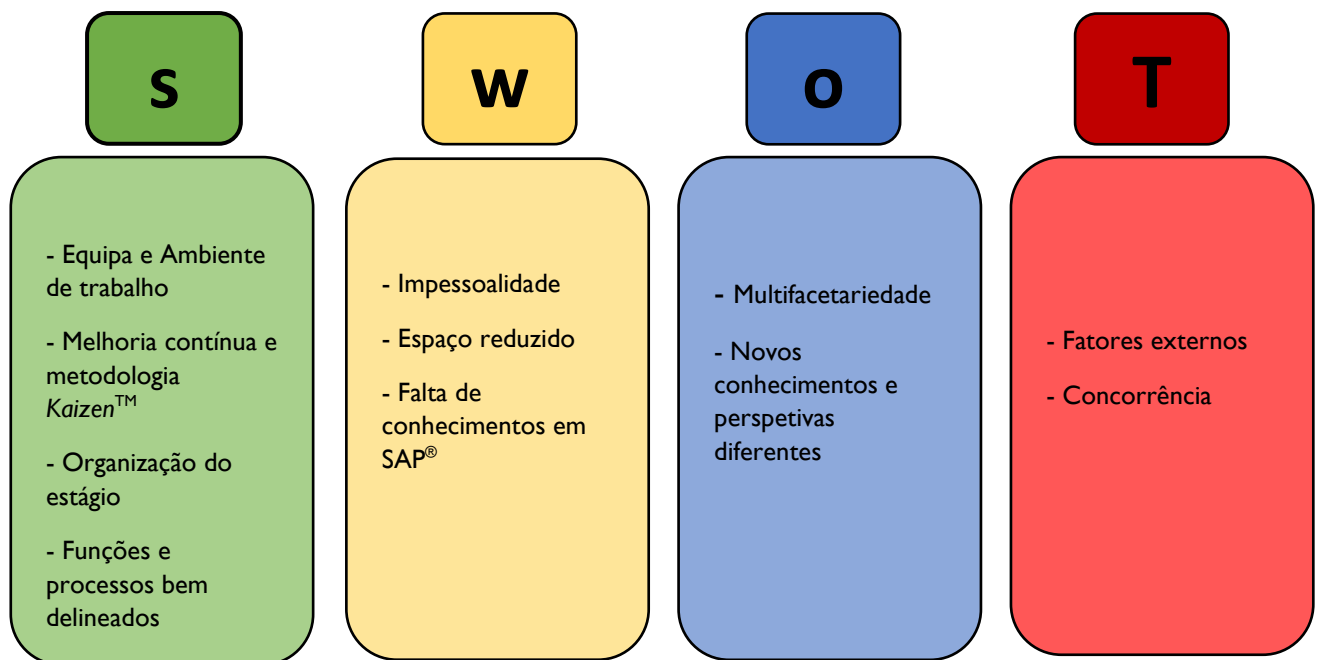 S
- Equipa e Ambiente
de trabalho
- Melhoria contínua e
metodologia
Kaizen™
- Organização do
estágio
- Funções e
processos bem
delineados
W
- Impessoalidade
- Espaço reduzido
- Falta de
conhecimentos em
SAP®
O
- Multifacetariedade
- Novos
conhecimentos e
perspetivas
diferentes
T
- Fatores externos
- Concorrência